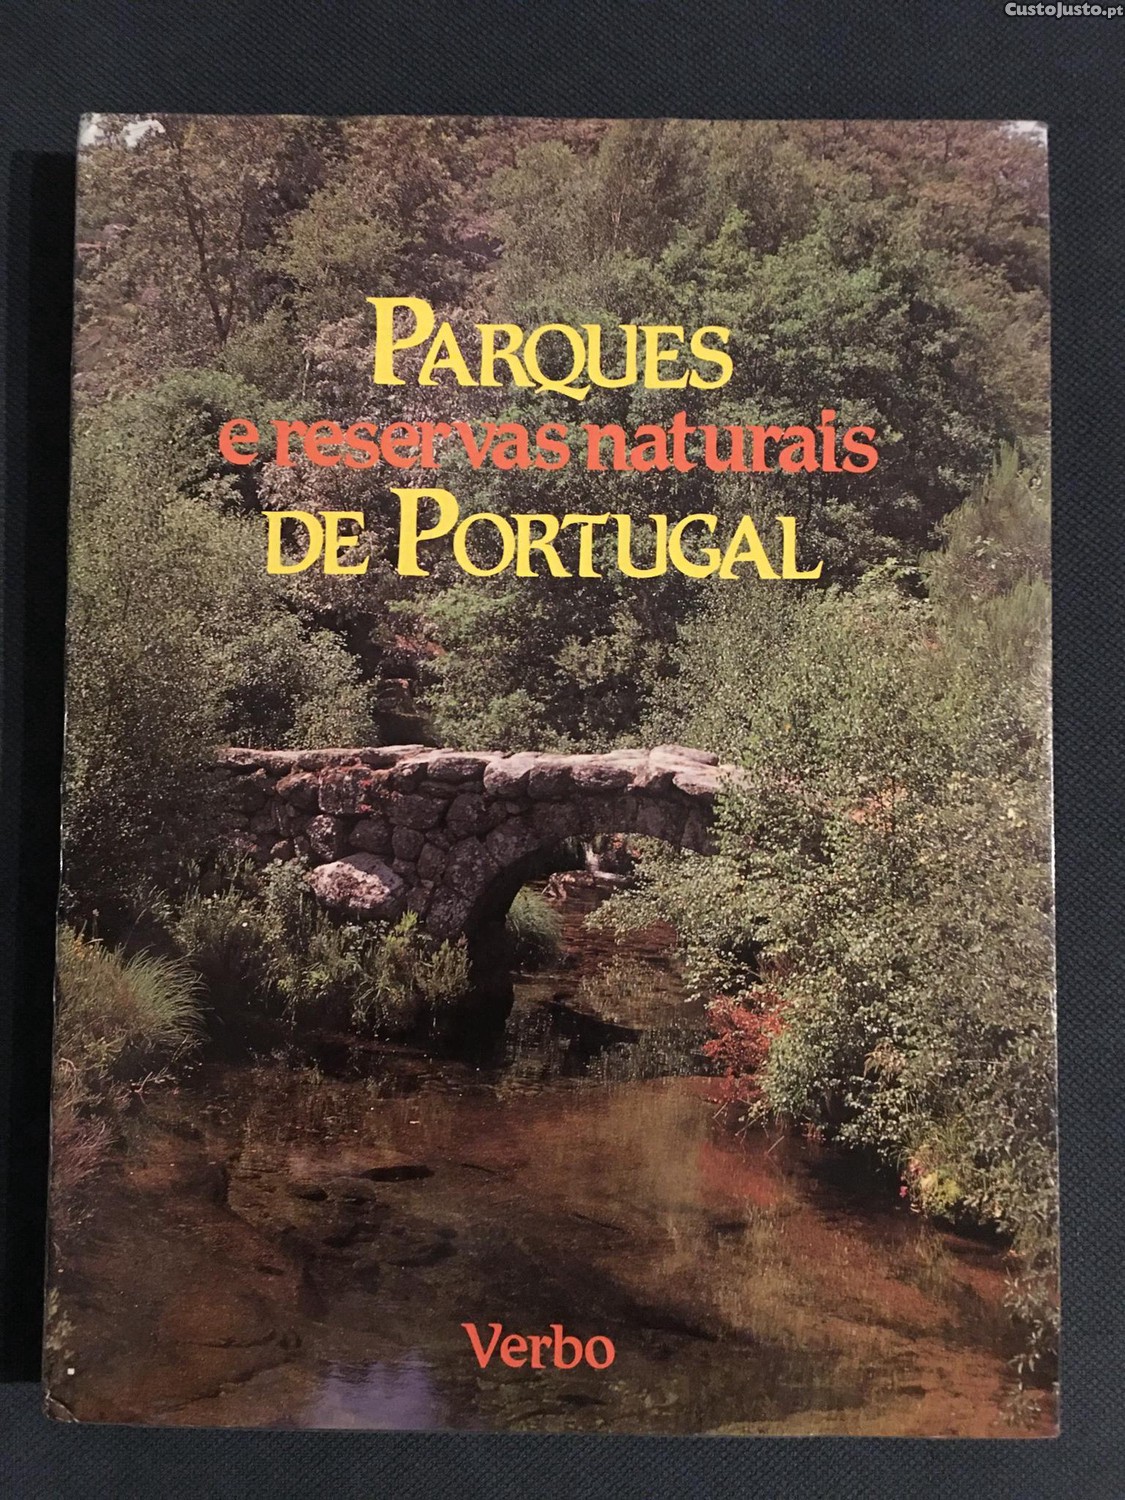 CustoJusto.pt
PARQUES
e reservas naturais
DE PORTUGAL
Verbo